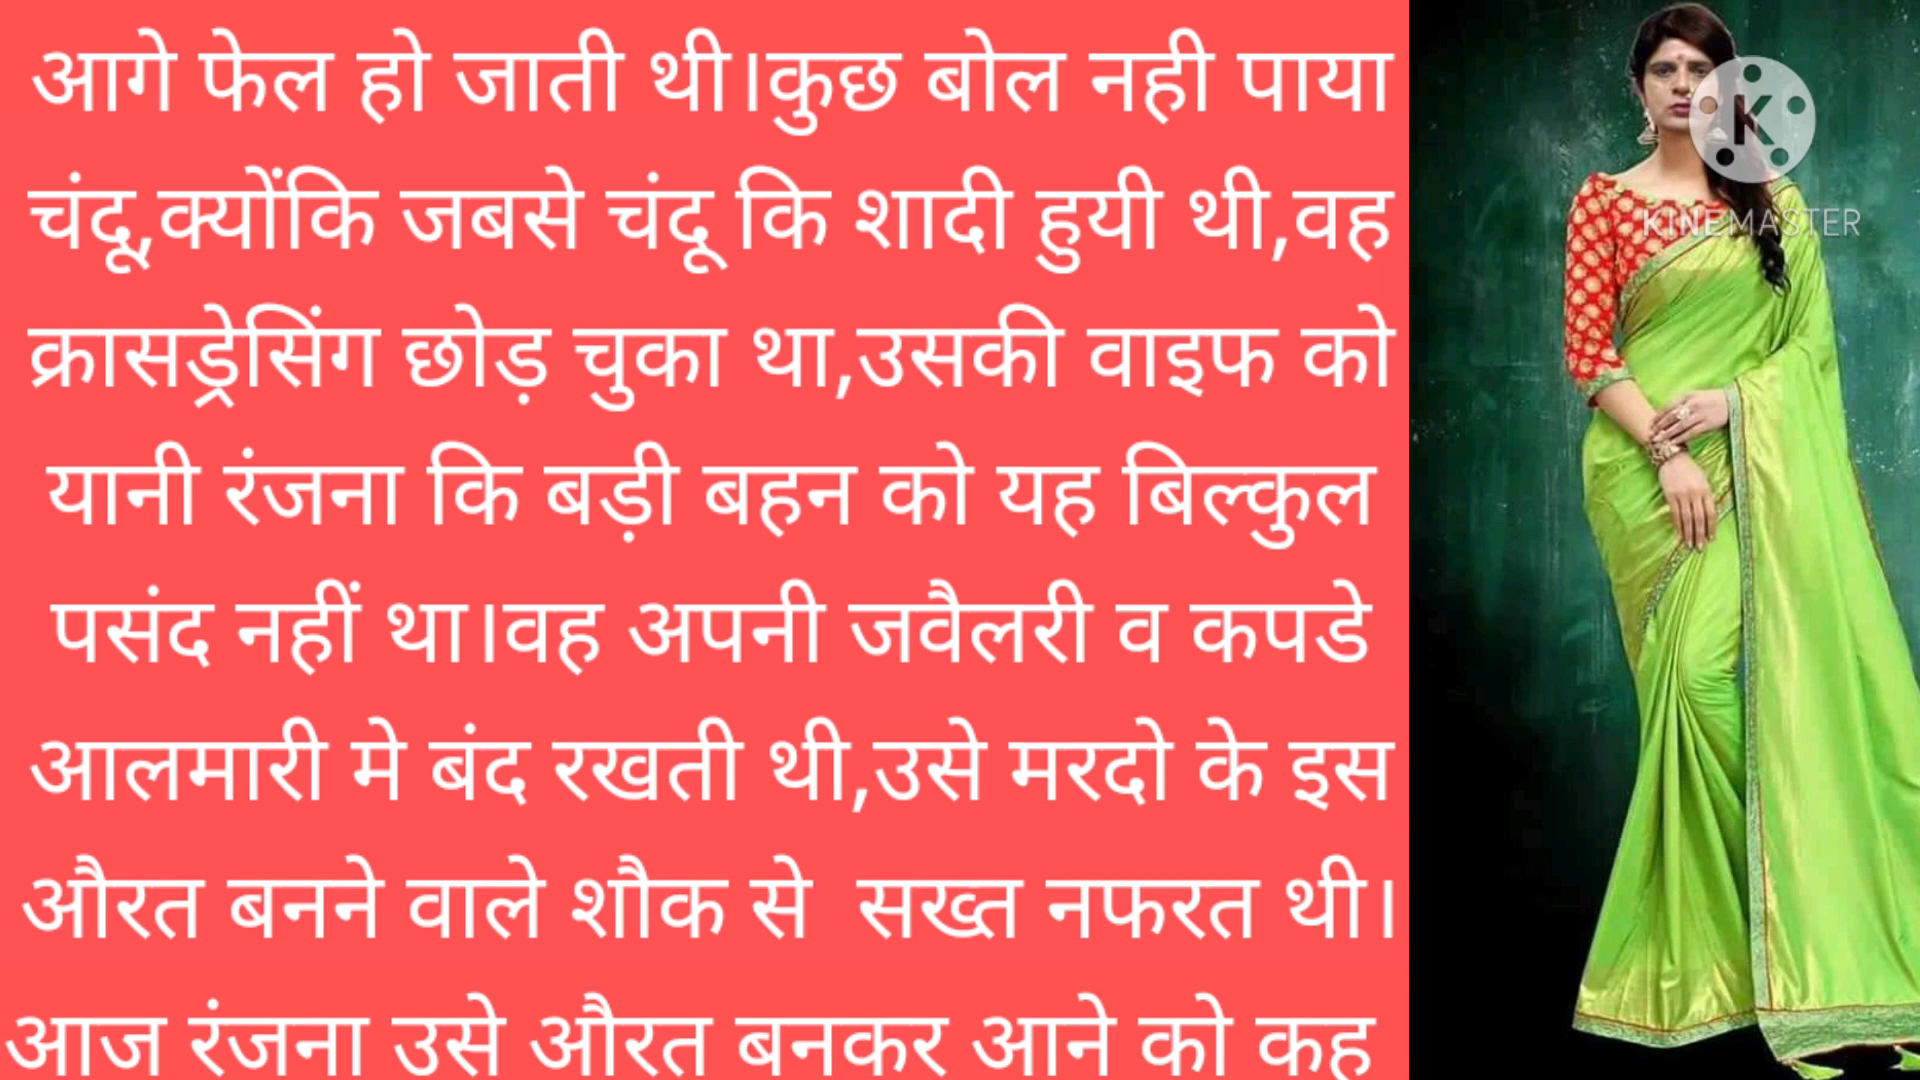 आगे फेल हो जाती थी।कुछ बोल नही पाया
चंदू,क्योंकि जबसे चंदू कि शादी हुयी थी,वह
क्रासड्रेसिंग छोड़ चुका था,उसकी वाइफ को
यानी रंजना कि बड़ी बहन को यह बिल्कुल
पसंद नहीं था।वह अपनी जवैलरी व कपडे
आलमारी मे बंद रखती थी,उसे मरदो के इस
औरत बनने वाले शौक से सख्त नफरत थी।
आज रंजना उसे औरत बनकर आने को कह
K
KINEMASTER